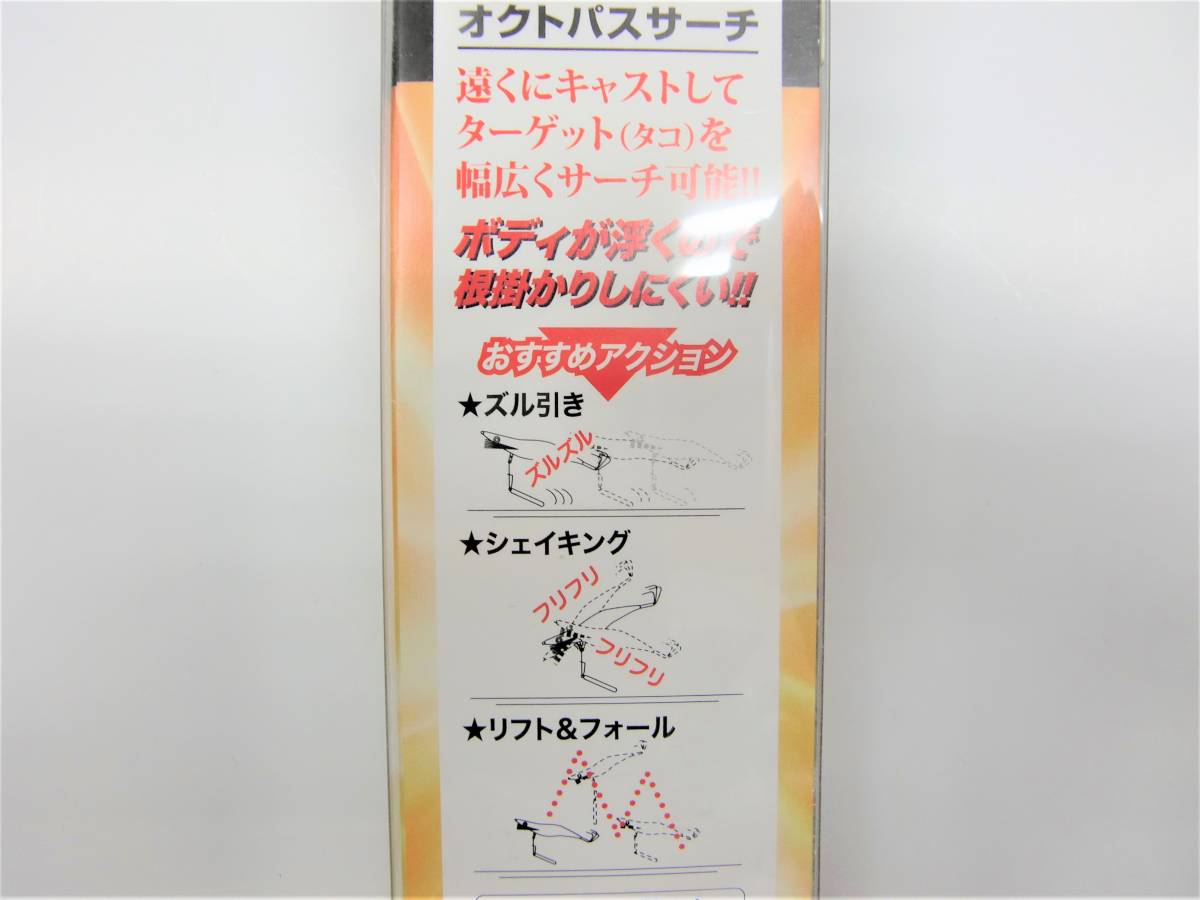 オクトパスサーチ
遠くにキャストして
ターゲット(タコ)を
幅広くサーチ可能!!
ボディが浮くので
根掛かりしにくい!!
おすすめアクション
★ズル引き
ズルズル
★シェイキング
フリフリ
フリフリ
★リフト&フォール